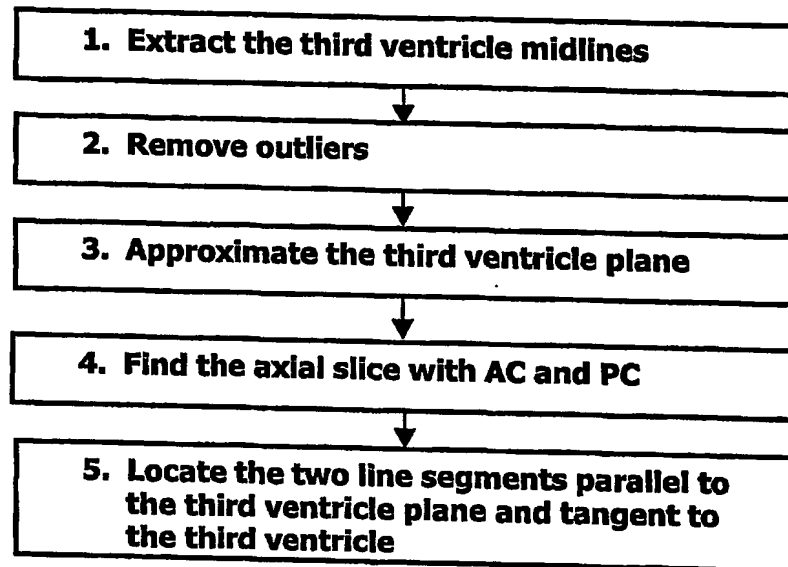 1. Extract the third ventricle midlines
2. Remove outliers
3. Approximate the third ventricle plane
4. Find the axial slice with AC and PC
5. Locate the two line segments parallel to
the third ventricle plane and tangent to
the third ventricle